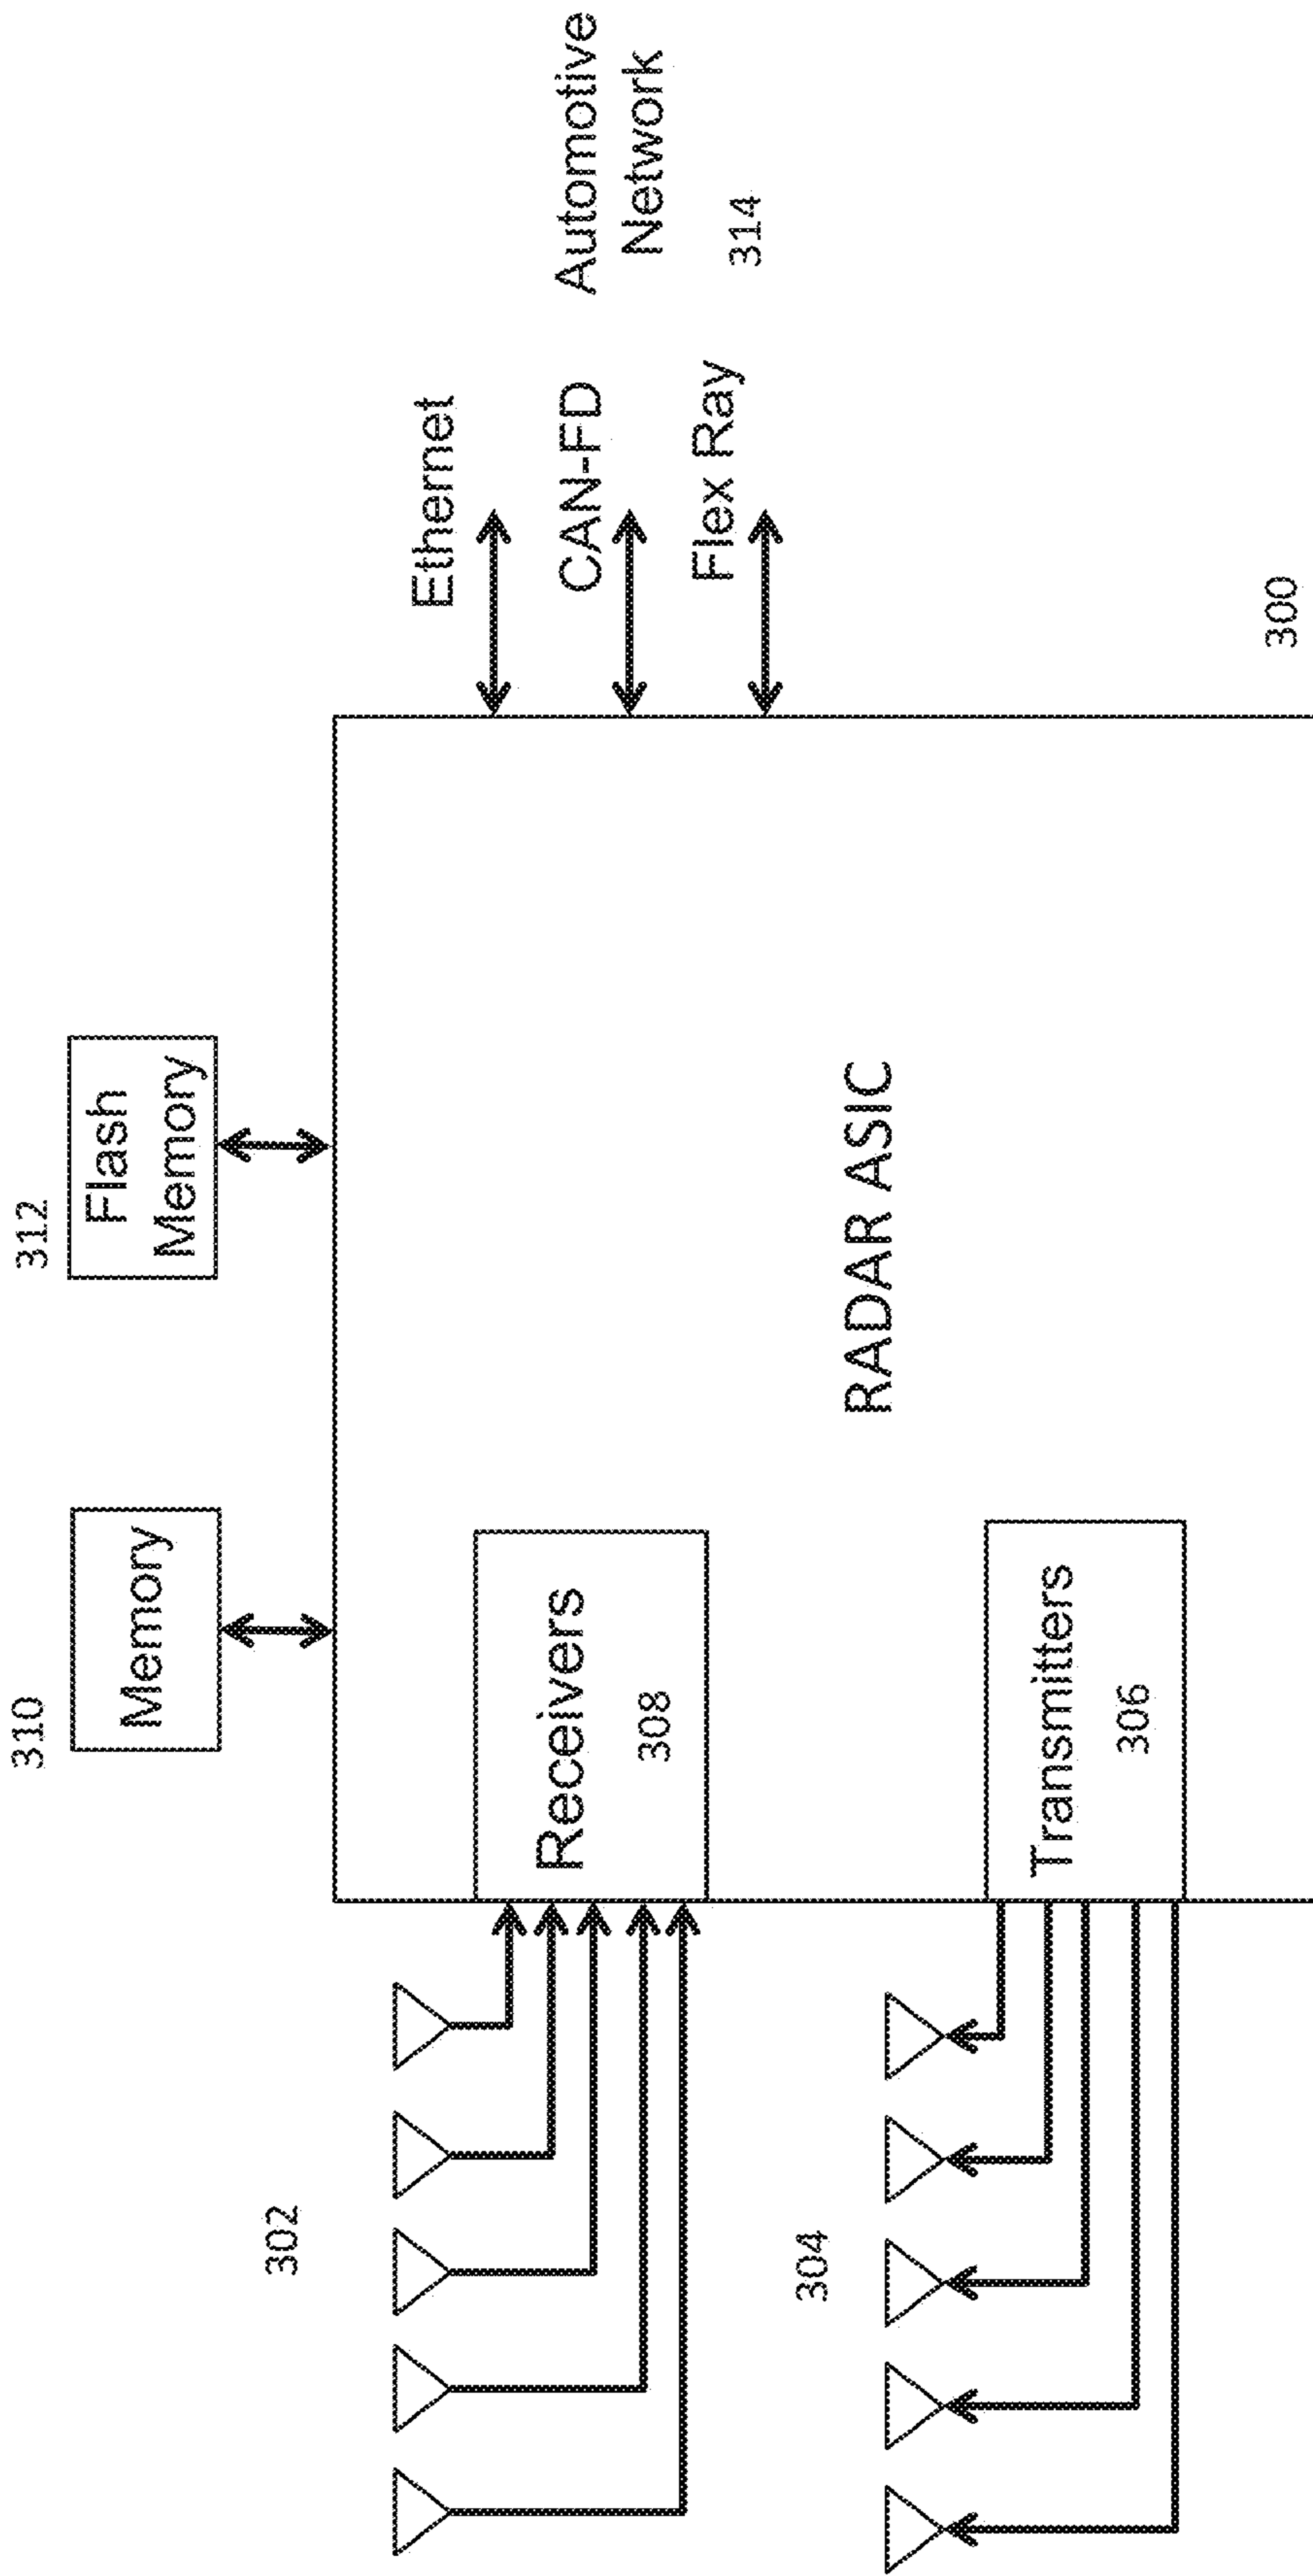 310
Memory
312
Flash
Memory
302
Receivers
308
Ethernet
CAN-FD
Flex Ray
Automotive
Network
314
RADAR ASIC
304
Transmitters
306
300